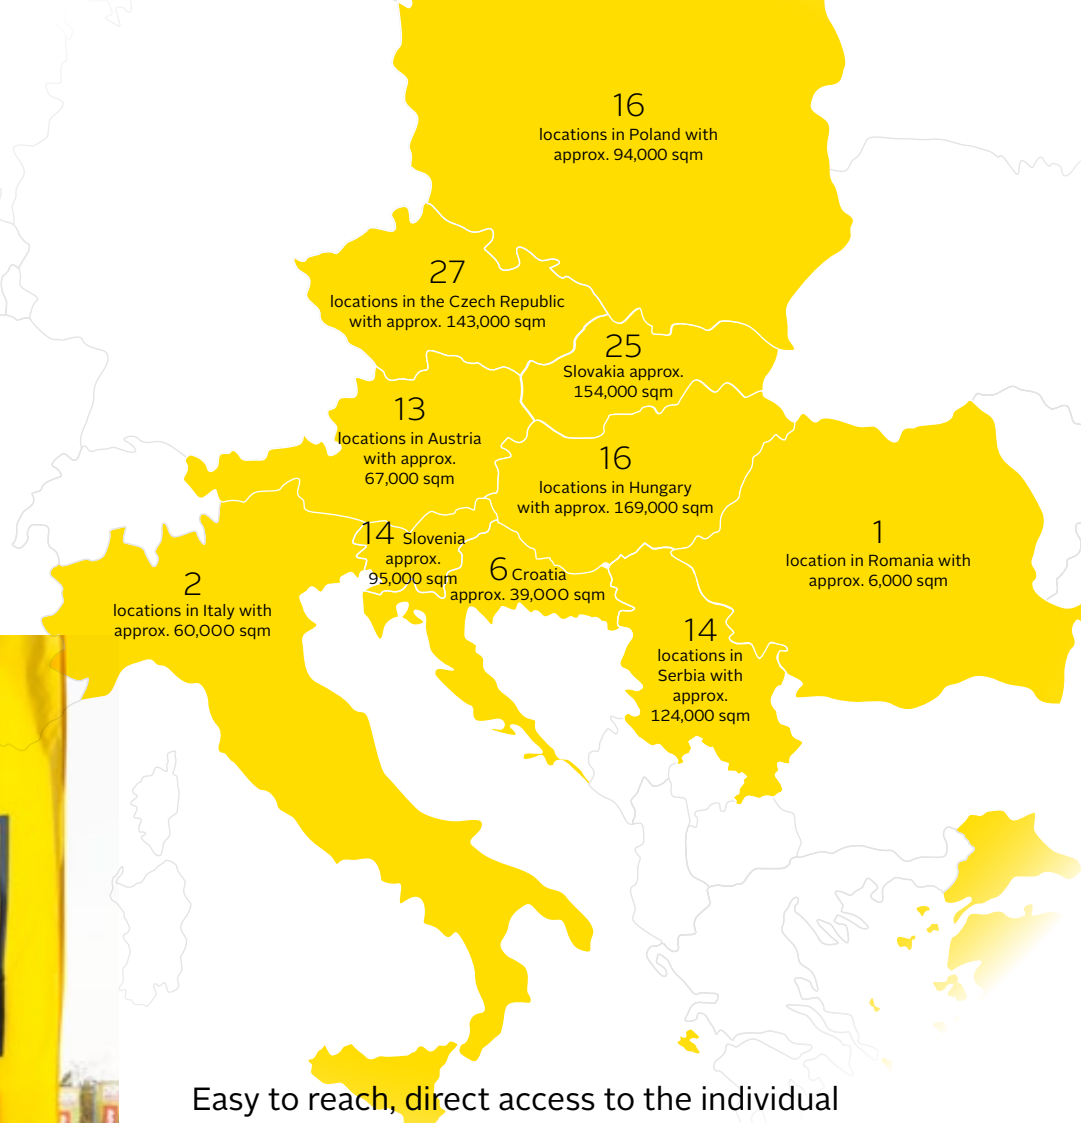 16
locations in Poland with
approx. 94,000 sqm
27
locations in the Czech Republic
with approx. 143,000 sqm
25
Slovakia approx.
154,000 sqm
13
locations in Austria
with approx.
67,000 sqm
16
locations in Hungary
with approx. 169,000 sqm
14 Slovenia
approx.
95,000 sqm
6 Croatia
approx. 39,000 sqm
1
location in Romania with
approx. 6,000 sqm
2
locations in Italy with
approx. 60,000 sqm
14
locations in
Serbia with
approx.
124,000 sqm
Easy to reach, direct access to the individual